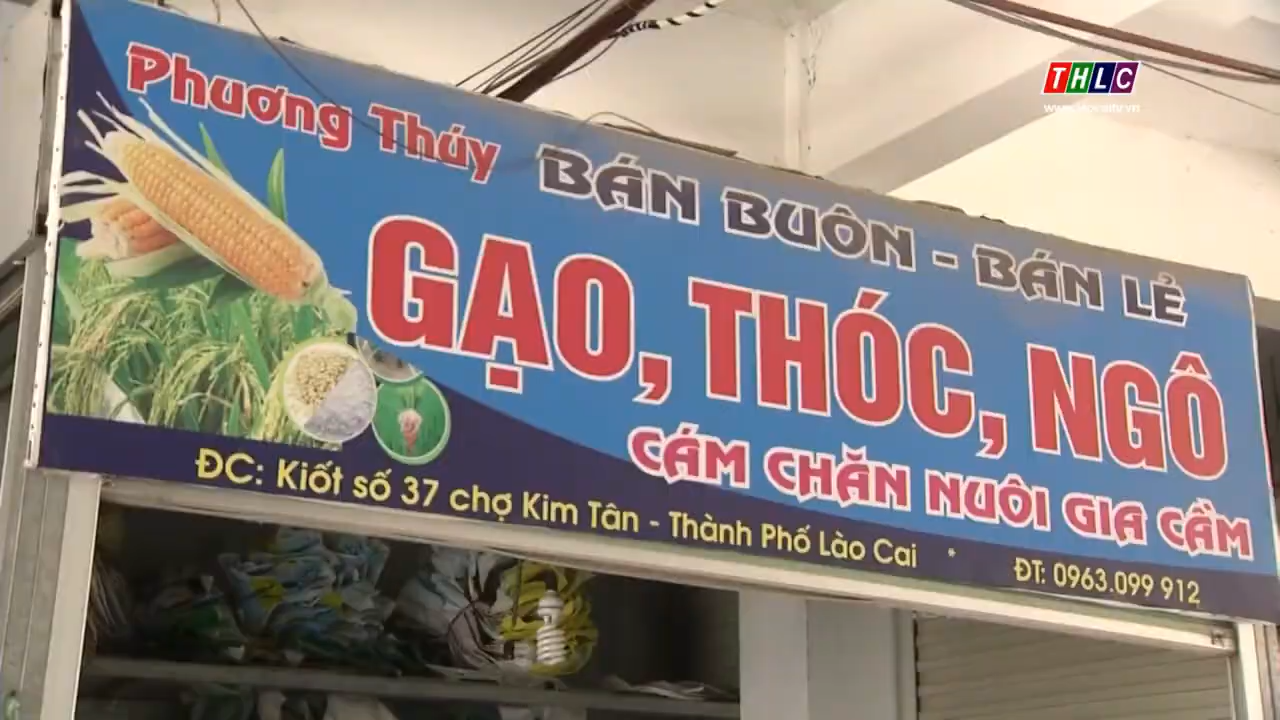 THLC
Phương Thúy
BÁN BUÔN - BÁN LẺ
GẠO, THÓC, NGÔ
CÁM CHĂN NUÔI GIA CẦM
ĐC: Kiốt số 37 chợ Kim Tân - Thành Phố Lào Cai * ĐT: 0963.099 912